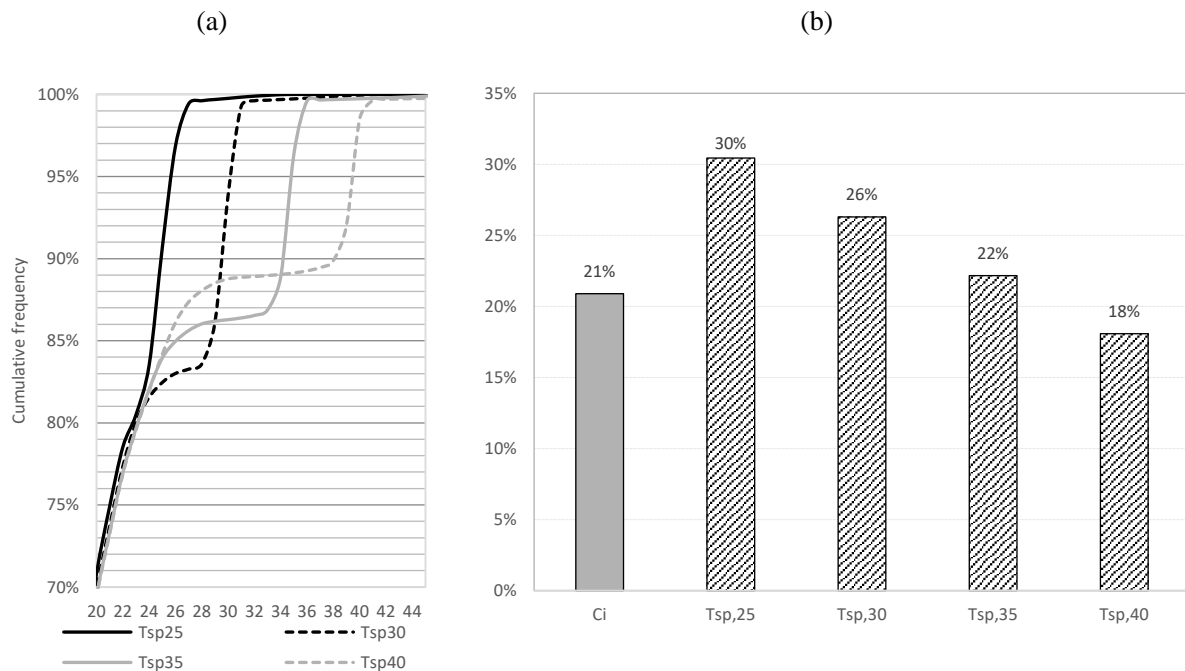 (a)
(b)
100%
95%
90%
85%
80%
75%
70%
Cumulative frequency
20 22 24 26 28 30 32 34 36 38 40 42 44
Tsp25
Tsp30
Tsp35
Tsp40
35%
30%
25%
20%
15%
10%
5%
0%
21%
30%
26%
22%
18%
Ci
Tsp,25
Tsp,30
Tsp,35
Tsp,40